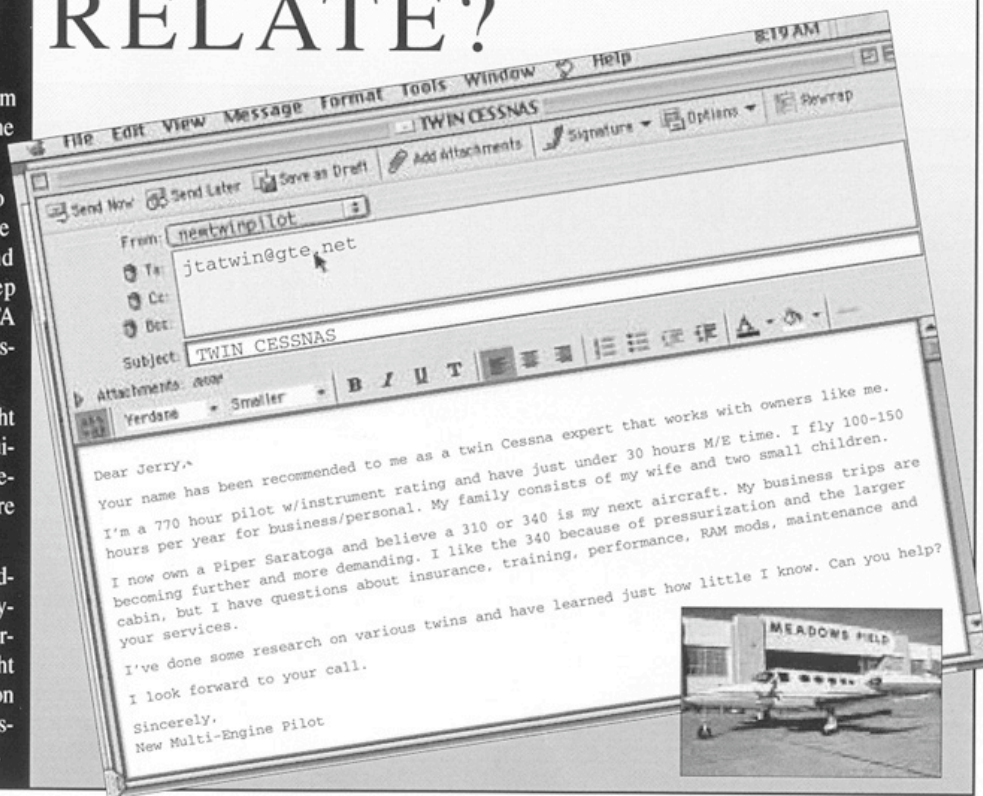 RELATE?
8:19 AM
File Edit View Message Format Tools Window Help
TWIN CESSNAS
Send Now Send Later Save as Draft Add Attachments Signature Options Rewrap
From: newtwinpilot
To: jtatwin@gte.net
Cc:
Bcc:
Subject: TWIN CESSNAS
Attachments: none
Verdana Smaller B I U T
Dear Jerry,
Your name has been recommended to me as a twin Cessna expert that works with owners like me.
I'm a 770 hour pilot w/instrument rating and have just under 30 hours M/E time. I fly 100-150
hours per year for business/personal. My family consists of my wife and two small children.
I now own a Piper Saratoga and believe a 310 or 340 is my next aircraft. My business trips are
becoming further and more demanding. I like the 340 because of pressurization and the larger
cabin, but I have questions about insurance, training, performance, RAM mods, maintenance and
your services.
I've done some research on various twins and have learned just how little I know. Can you help?
I look forward to your call.
Sincerely,
New Multi-Engine Pilot
MEADOWS FIELD